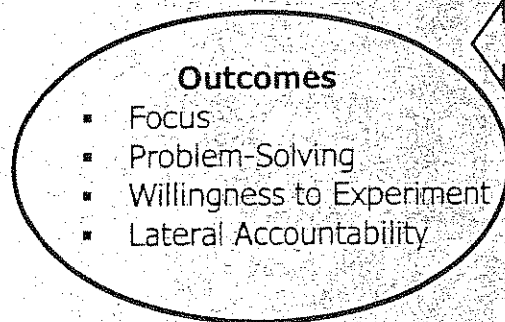 Outcomes
▪ Focus
▪ Problem-Solving
▪ Willingness to Experiment
▪ Lateral Accountability